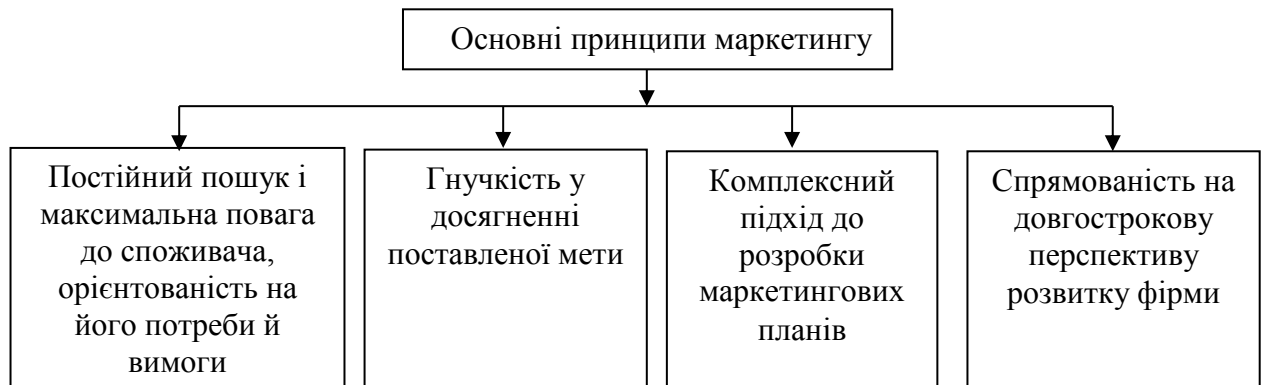 Основні принципи маркетингу
Постійний пошук і
максимальна повага
до споживача,
орієнтованість на
його потреби й
вимоги
Гнучкість у
досягненні
поставленої мети
Комплексний
підхід до
розробки
маркетингових
планів
Спрямованість на
довгострокову
перспективу
розвитку фірми